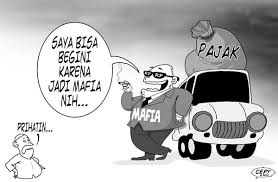 SAYA BISA
BEGINI
KARENA
JADI MAFIA
NIH...
PAJAK
MAFIA
PRIHATIN...